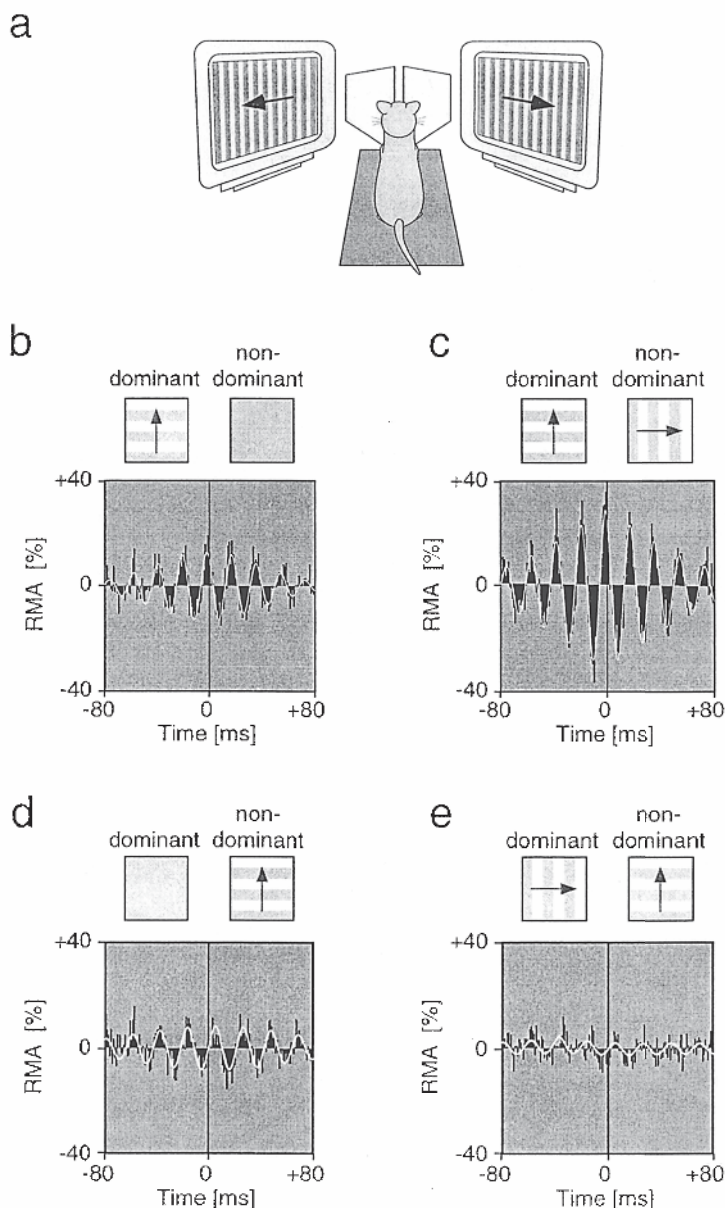 a
b
c
non-
dominant dominant
non-
dominant dominant
+40
0
-40
RMA [%]
-80 0 +80
Time [ms]
+40
0
-40
RMA [%]
-80 0 +80
Time [ms]
d
e
non-
dominant dominant
non-
dominant dominant
+40
0
-40
RMA [%]
-80 0 +80
Time [ms]
+40
0
-40
RMA [%]
-80 0 +80
Time [ms]